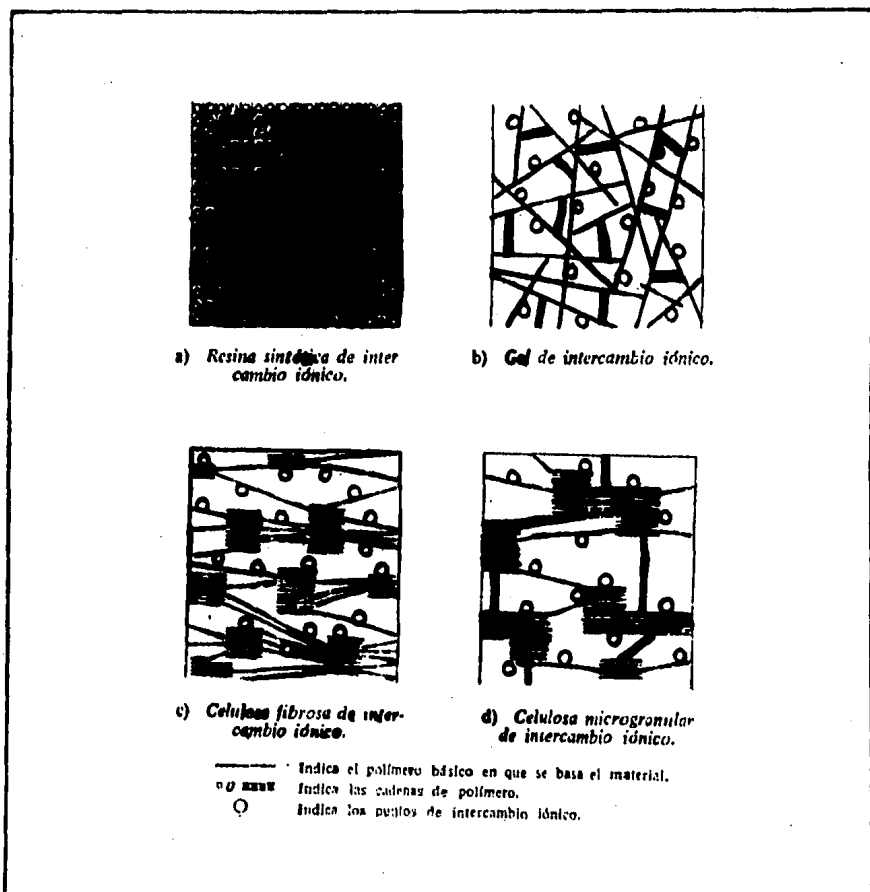 a) Resina sintética de inter
cambio iónico.
b) Gel de intercambio iónico.
c) Celulosa fibrosa de inter-
cambio iónico.
d) Celulosa microgranular
de intercambio iónico.
Indica el polímero básico en que se basa el material.
Indica las cadenas de polímero.
Indica los puntos de intercambio iónico.